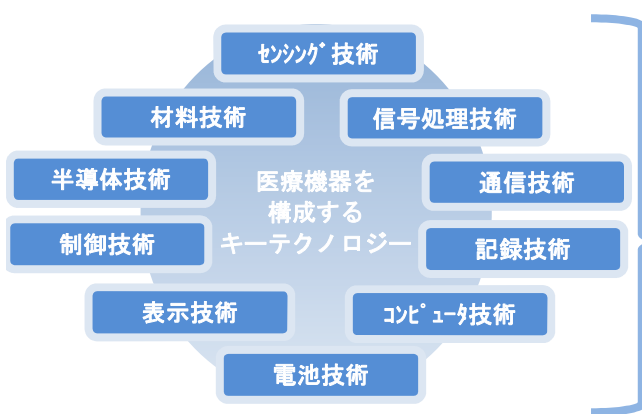 ｾﾝｼﾝｸﾞ技術
材料技術
信号処理技術
半導体技術
医療機器を
構成する
キーテクノロジー
通信技術
制御技術
記録技術
表示技術
ｺﾝﾋﾟｭｰﾀ技術
電池技術